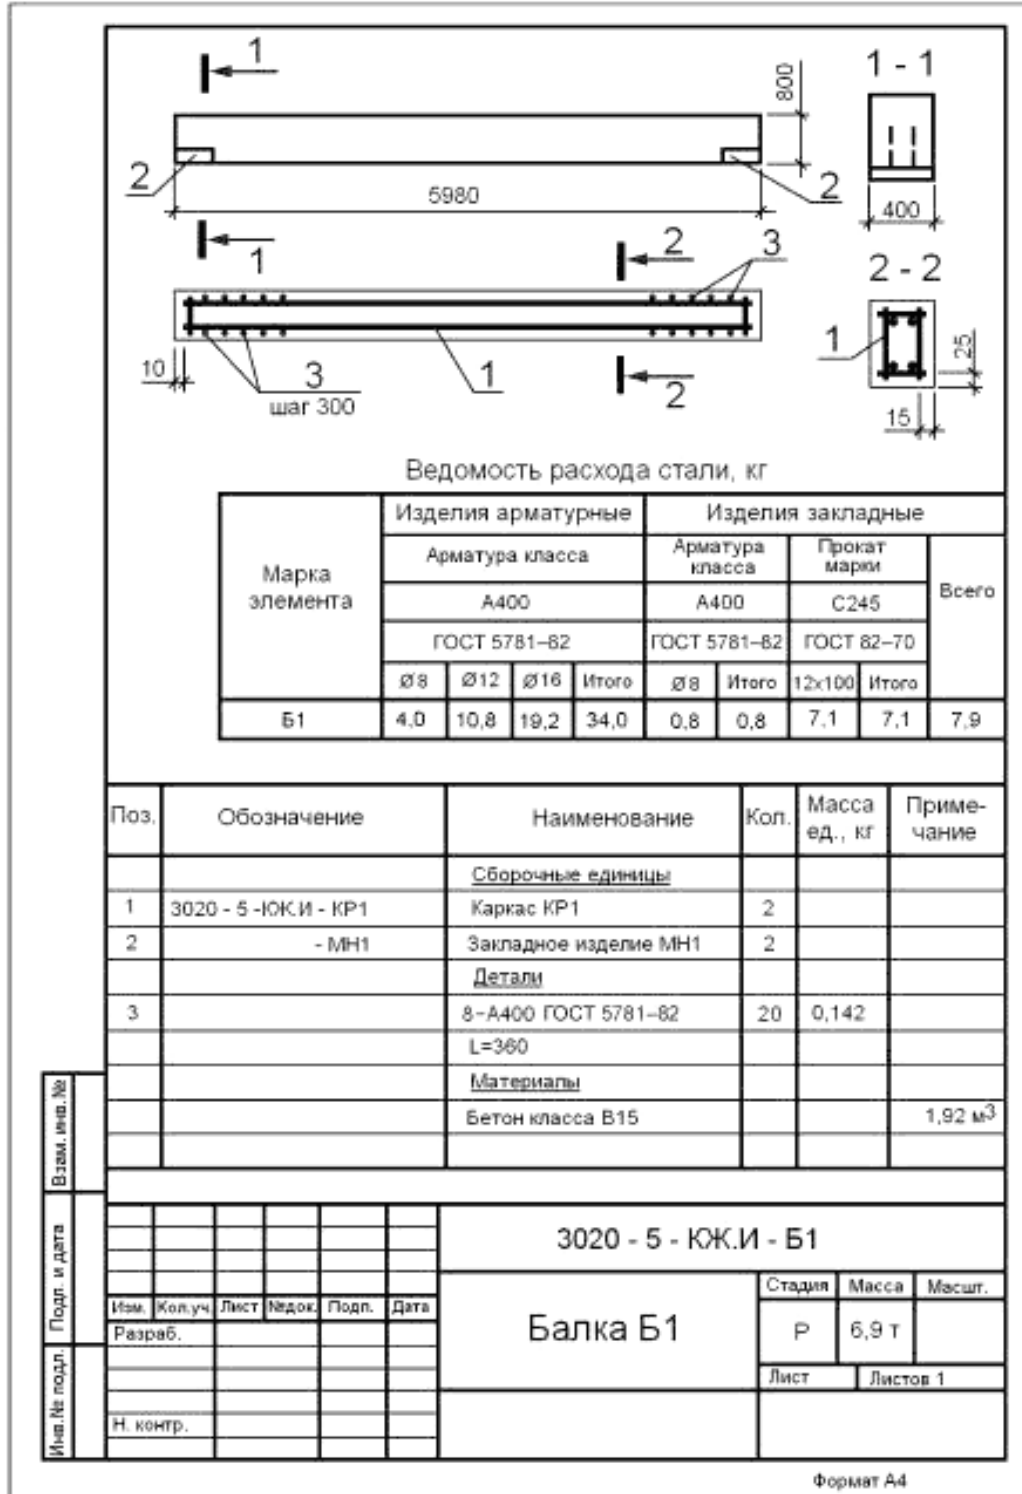 1
1 - 1
800
2
2
5980
400
1
2
3
2 - 2
1
25
10
3
1
шаг 300
2
15
Ведомость расхода стали, кг
Марка элемента
Изделия арматурные
Изделия закладные
Арматура класса
Арматура класса
Прокат марки
Всего
А400
А400
С245
ГОСТ 5781–82
ГОСТ 5781–82
ГОСТ 82–70
Ø8 Ø12 Ø16 Итого Ø8 Итого 12х100 Итого
Б1 4,0 10,8 19,2 34,0 0,8 0,8 7,1 7,1 7,9
Поз. Обозначение Наименование Кол. Масса ед., кг Приме-чание
Сборочные единицы
1 3020 - 5 -КЖ.И - КР1 Каркас КР1 2
2 - МН1 Закладное изделие МН1 2
Детали
3 8–А400 ГОСТ 5781–82 20 0,142
L=360
Материалы
Бетон класса В15 1,92 м3
Взам. инв. №
Подп. и дата
Инв.№ подл.
3020 - 5 - КЖ.И - Б1
Изм. Кол.уч. Лист №док. Подп. Дата
Разраб.
Н. контр.
Балка Б1
Стадия Масса Масшт.
Р 6,9 т
Лист Листов 1
Формат А4